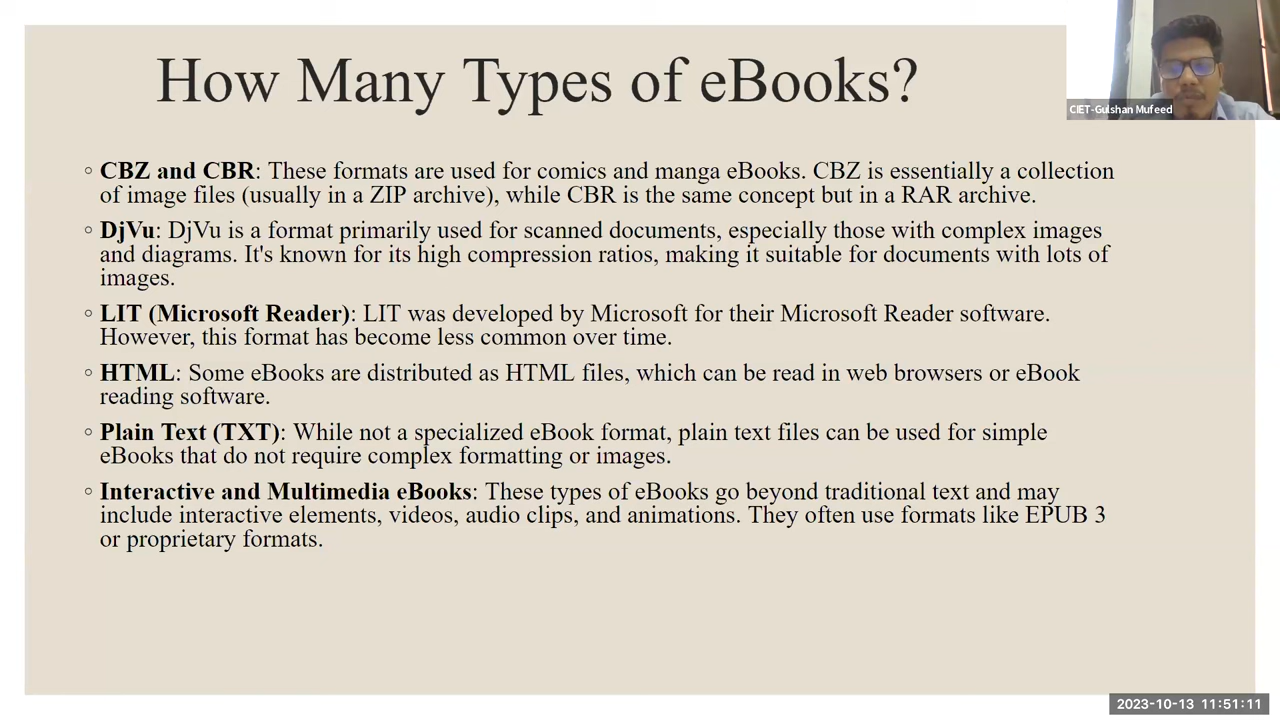 How Many Types of eBooks?
CIET-Gulshan Mufeed
◦ CBZ and CBR: These formats are used for comics and manga eBooks. CBZ is essentially a collection
of image files (usually in a ZIP archive), while CBR is the same concept but in a RAR archive.
◦ DjVu: DjVu is a format primarily used for scanned documents, especially those with complex images
and diagrams. It's known for its high compression ratios, making it suitable for documents with lots of
images.
◦ LIT (Microsoft Reader): LIT was developed by Microsoft for their Microsoft Reader software.
However, this format has become less common over time.
◦ HTML: Some eBooks are distributed as HTML files, which can be read in web browsers or eBook
reading software.
◦ Plain Text (TXT): While not a specialized eBook format, plain text files can be used for simple
eBooks that do not require complex formatting or images.
◦ Interactive and Multimedia eBooks: These types of eBooks go beyond traditional text and may
include interactive elements, videos, audio clips, and animations. They often use formats like EPUB 3
or proprietary formats.
2023-10-13 11:51:11